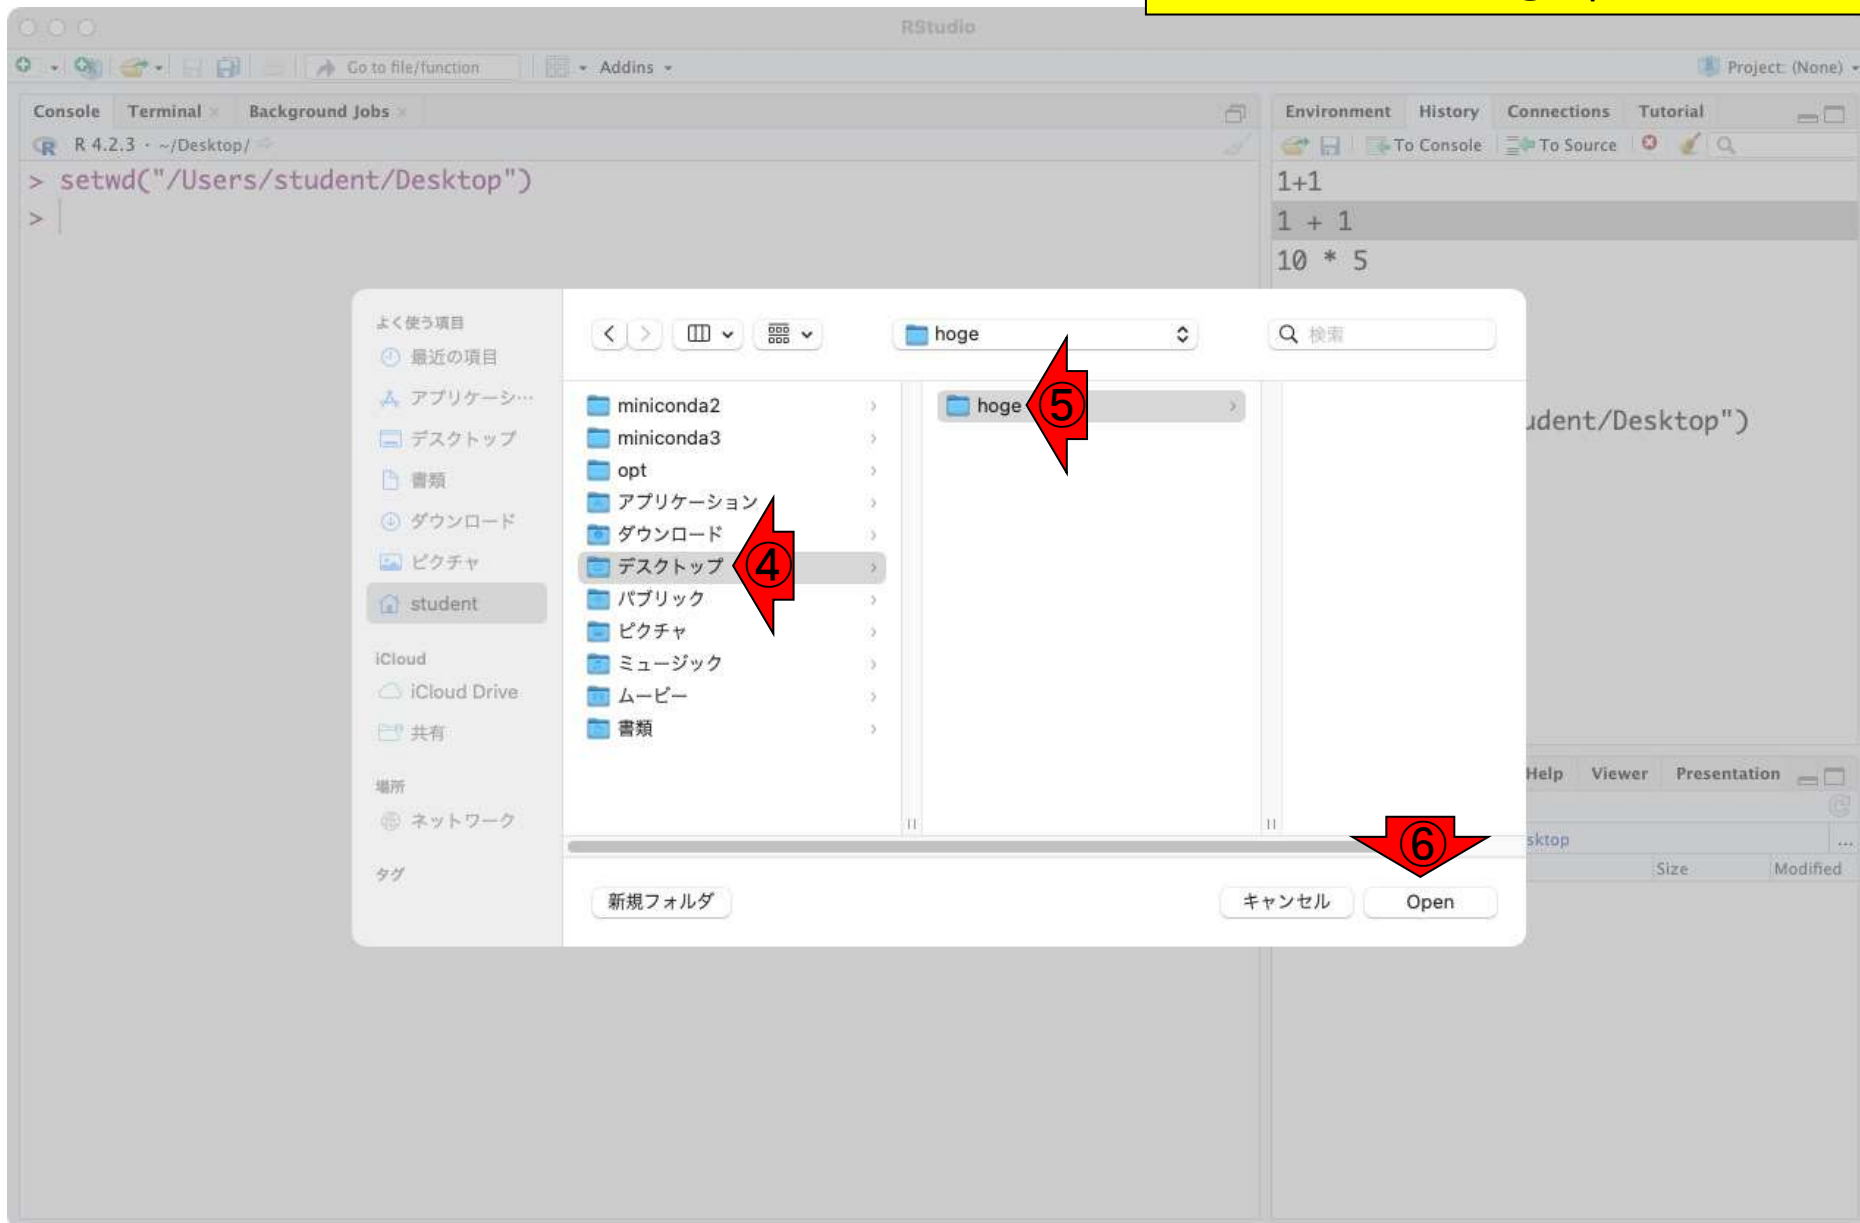 RStudio
Go to file/function
Addins
Project: (None)
Console Terminal Background Jobs
R 4.2.3 · ~/Desktop/
> setwd("/Users/student/Desktop")
>
Environment History Connections Tutorial
To Console To Source
1+1
1 + 1
10 * 5
udent/Desktop")
よく使う項目
最近の項目
アプリケーシ…
デスクトップ
書類
ダウンロード
ピクチャ
student
iCloud
iCloud Drive
共有
場所
ネットワーク
タグ
hoge
検索
miniconda2
miniconda3
opt
アプリケーション
ダウンロード
デスクトップ
パブリック
ピクチャ
ミュージック
ムービー
書類
hoge
⑤
④
⑥
新規フォルダ
キャンセル
Open
Help Viewer Presentation
sktop
...
Size Modified